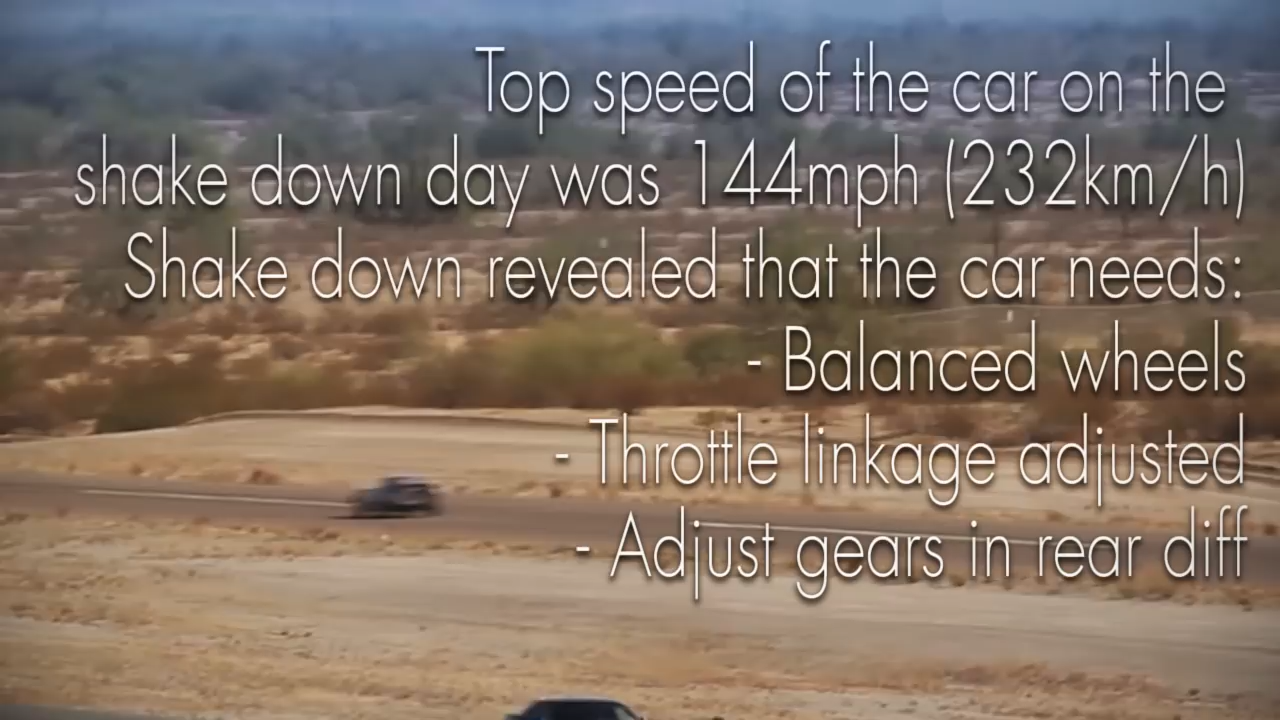 Top speed of the car on the
shake down day was 144mph (232km/h)
Shake down revealed that the car needs:
- Balanced wheels
- Throttle linkage adjusted
- Adjust gears in rear diff